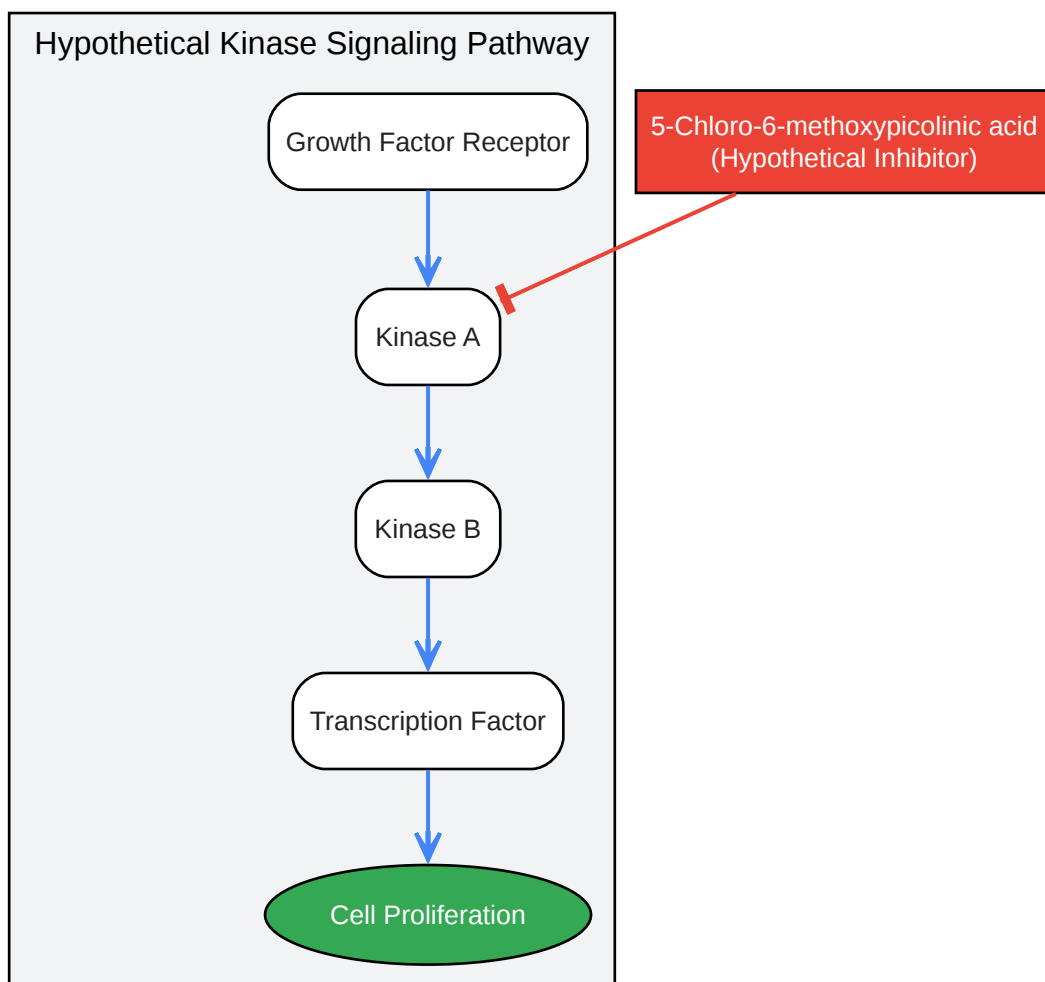 Hypothetical Kinase Signaling Pathway
Growth Factor Receptor
5-Chloro-6-methoxypicolinic acid
(Hypothetical Inhibitor)
Kinase A
Kinase B
Transcription Factor
Cell Proliferation